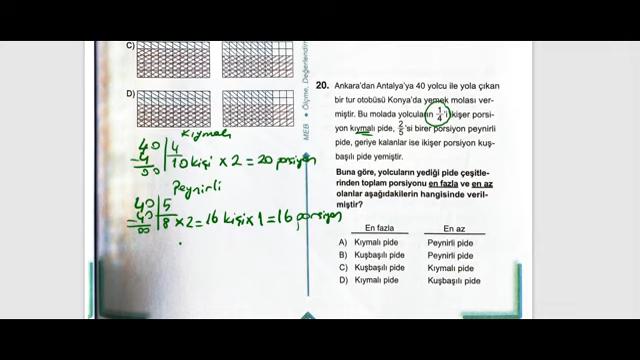 C)
D)
MEB • Ölçme, Değerlendirm
20. Ankara'dan Antalya'ya 40 yolcu ile yola çıkan
bir tur otobüsü Konya'da yemek molası ver-
miştir. Bu molada yolcuların 1/4'i ikişer porsi-
yon kıymalı pide, 2/5'si birer porsiyon peynirli
pide, geriye kalanlar ise ikişer porsiyon kuş-
başılı pide yemiştir.
Buna göre, yolcuların yediği pide çeşitle-
rinden toplam porsiyonu en fazla ve en az
olanlar aşağıdakilerin hangisinde veril-
miştir?
En fazla En az
A) Kıymalı pide Peynirli pide
B) Kuşbaşılı pide Peynirli pide
C) Kuşbaşılı pide Kıymalı pide
D) Kıymalı pide Kuşbaşılı pide
Kıymalı
40 | 4
- 4 | 10 kişi x 2 = 20 porsiyon
00
Peynirli
40 | 5
- 40 | 8 x 2 = 16 kişi x 1 = 16 porsiyon
00